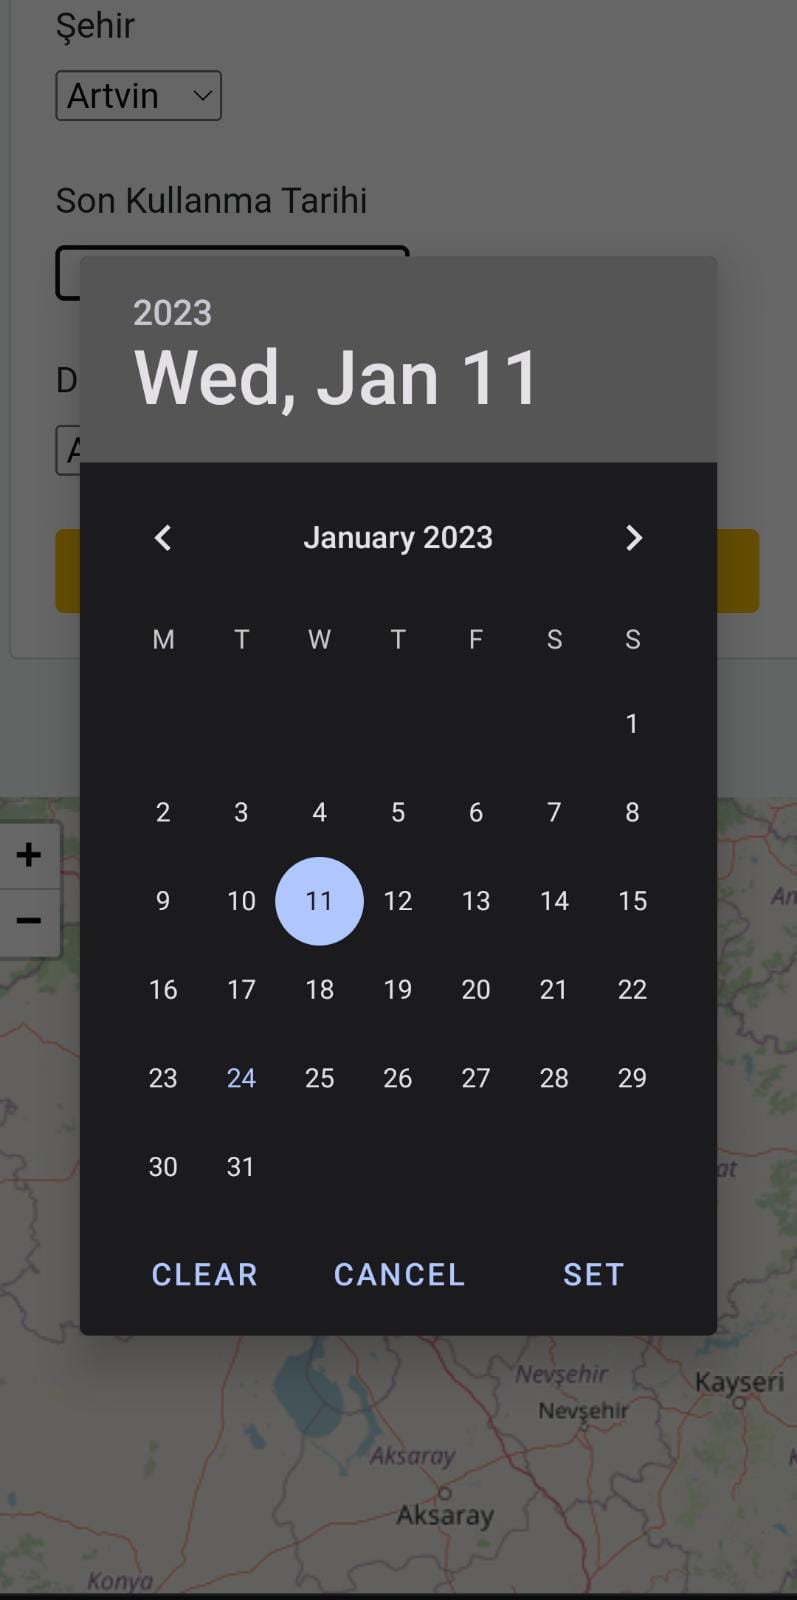 Şehir
Artvin
Son Kullanma Tarihi
2023
Wed, Jan 11
D
A
January 2023
M T W T F S S
1
2 3 4 5 6 7 8
9 10 11 12 13 14 15
16 17 18 19 20 21 22
23 24 25 26 27 28 29
30 31
CLEAR CANCEL SET
+
−
An
at
Nevşehir
Kayseri
Nevşehir
Aksaray
Aksaray
Konya